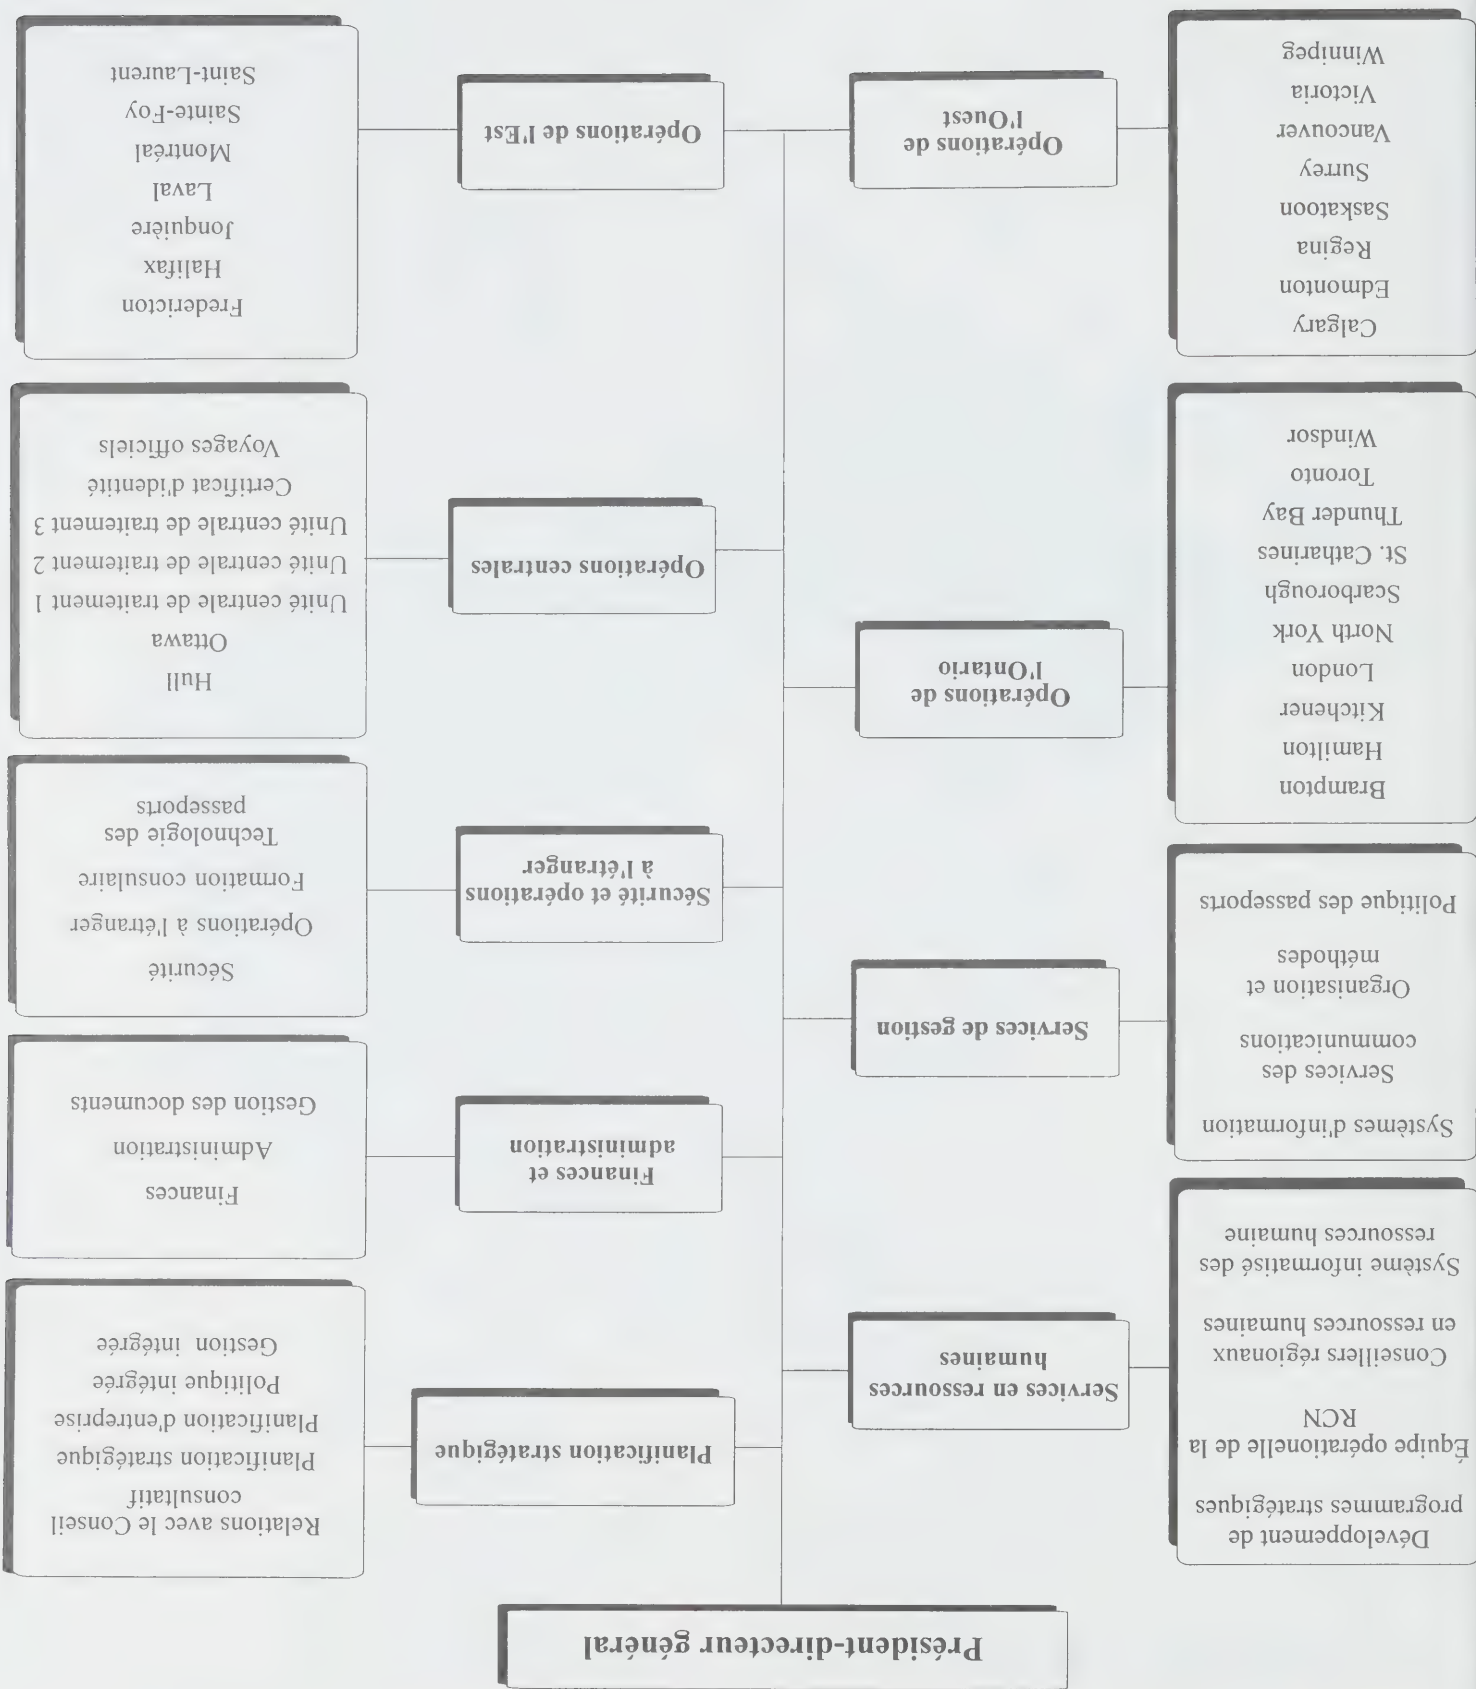 Président-directeur général
Développement de
programmes stratégiques
Équipe opérationelle de la
RCN
Conseillers régionaux
en ressources humaines
Système informatisé des
ressources humaine
Services en ressources
humaines
Planification stratégique
Relations avec le Conseil
consultatif
Planification stratégique
Planification d'entreprise
Politique intégrée
Gestion intégrée
Systèmes d'information
Services des
communications
Organisation et
méthodes
Politique des passeports
Services de gestion
Finances et
administration
Finances
Administration
Gestion des documents
Sécurité et opérations
à l'étranger
Sécurité
Opérations à l'étranger
Formation consulaire
Technologie des
passeports
Brampton
Hamilton
Kitchener
London
North York
Scarborough
St. Catharines
Thunder Bay
Toronto
Windsor
Opérations de
l'Ontario
Opérations centrales
Hull
Ottawa
Unité centrale de traitement 1
Unité centrale de traitement 2
Unité centrale de traitement 3
Certificat d'identité
Voyages officiels
Calgary
Edmonton
Regina
Saskatoon
Surrey
Vancouver
Victoria
Winnipeg
Opérations de
l'Ouest
Opérations de l'Est
Fredericton
Halifax
Jonquière
Laval
Montréal
Sainte-Foy
Saint-Laurent